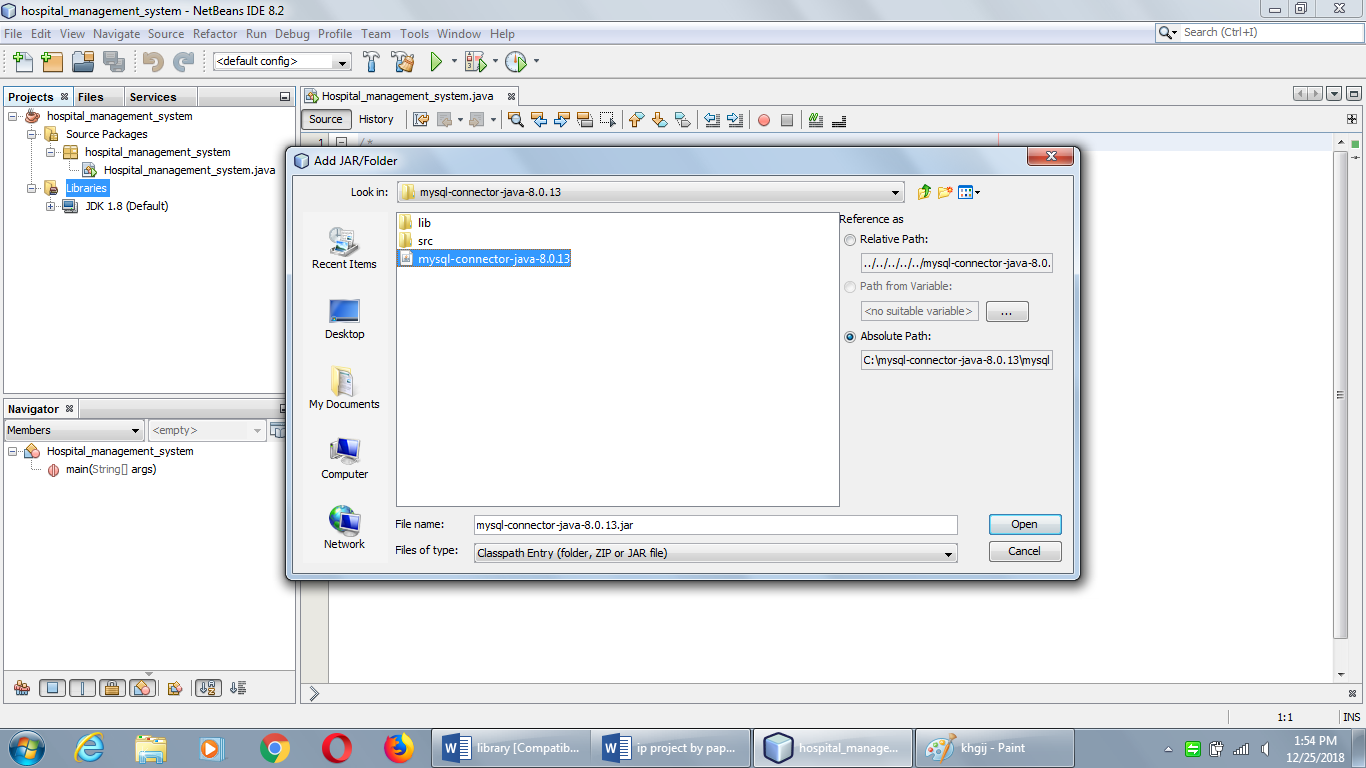 hospital_management_system - NetBeans IDE 8.2
File Edit View Navigate Source Refactor Run Debug Profile Team Tools Window Help
Search (Ctrl+I)
<default config>
Projects Files Services
hospital_management_system
Source Packages
hospital_management_system
Hospital_management_system.java
Libraries
JDK 1.8 (Default)
Hospital_management_system.java
Source History
1 /*
Add JAR/Folder
Look in: mysql-connector-java-8.0.13
Recent Items
Desktop
My Documents
Computer
Network
lib
src
mysql-connector-java-8.0.13
Reference as
Relative Path:
../../../../../mysql-connector-java-8.0.
Path from Variable:
<no suitable variable> ...
Absolute Path:
C:\mysql-connector-java-8.0.13\mysql
File name: mysql-connector-java-8.0.13.jar
Open
Files of type: Classpath Entry (folder, ZIP or JAR file)
Cancel
Navigator
Members <empty>
Hospital_management_system
main(String[] args)
1:1 INS
library [Compatib...
ip project by pap...
hospital_manage...
khgij - Paint
1:54 PM
12/25/2018